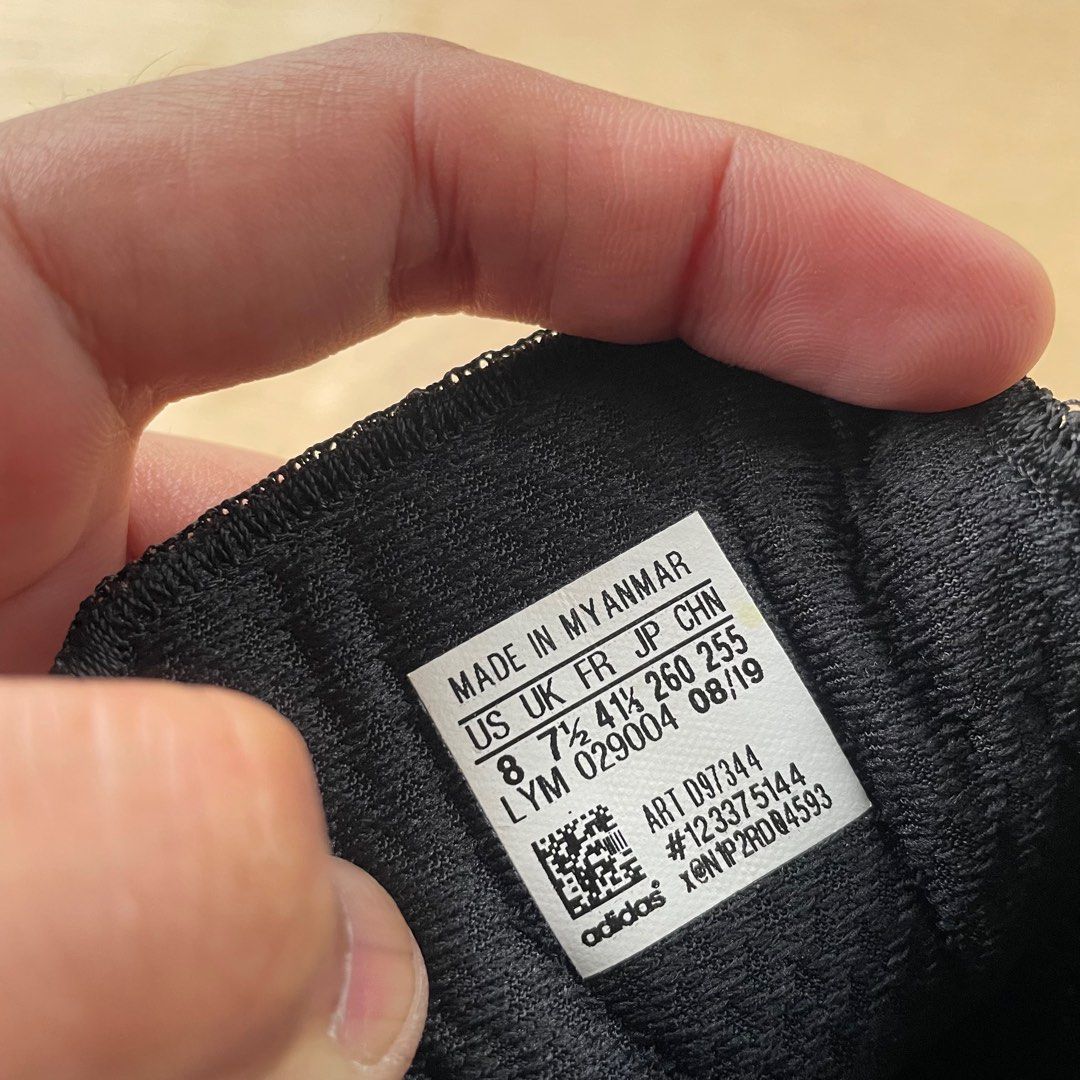 MADE IN MYANMAR
US UK FR JP CHN
8 7½ 41⅓ 260 255
LYM 029004 08/19
ART D97344
#123375144
x@N1P2RDQ4593
adidas®